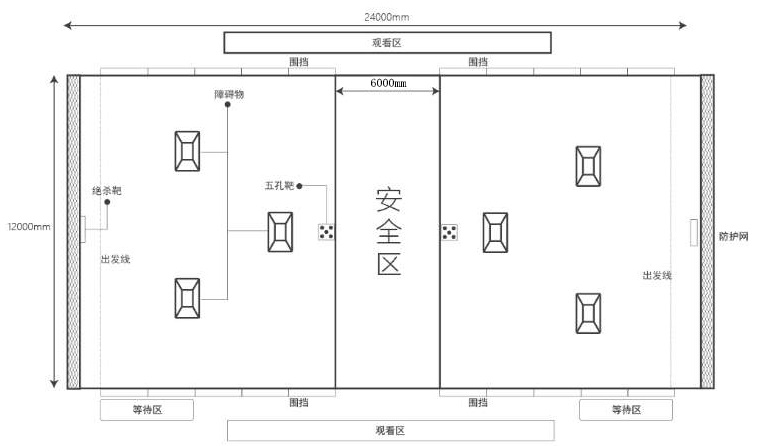 24000mm
观看区
围挡
围挡
6000mm
障碍物
五孔靶
绝杀靶
安全区
12000mm
防护网
出发线
出发线
围挡
围挡
等待区
等待区
观看区